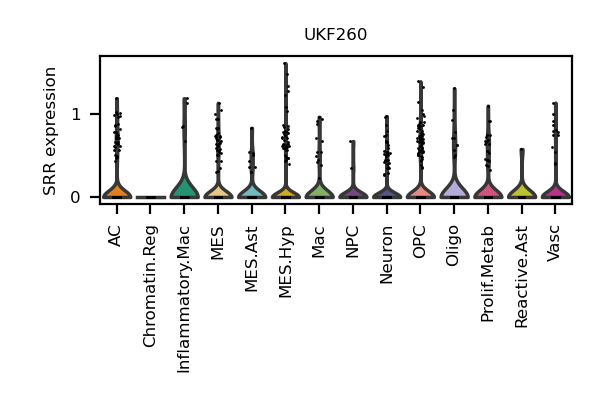 UKF260
SRR expression
1
0
AC
Chromatin.Reg
Inflammatory.Mac
MES
MES.Ast
MES.Hyp
Mac
NPC
Neuron
OPC
Oligo
Prolif.Metab
Reactive.Ast
Vasc